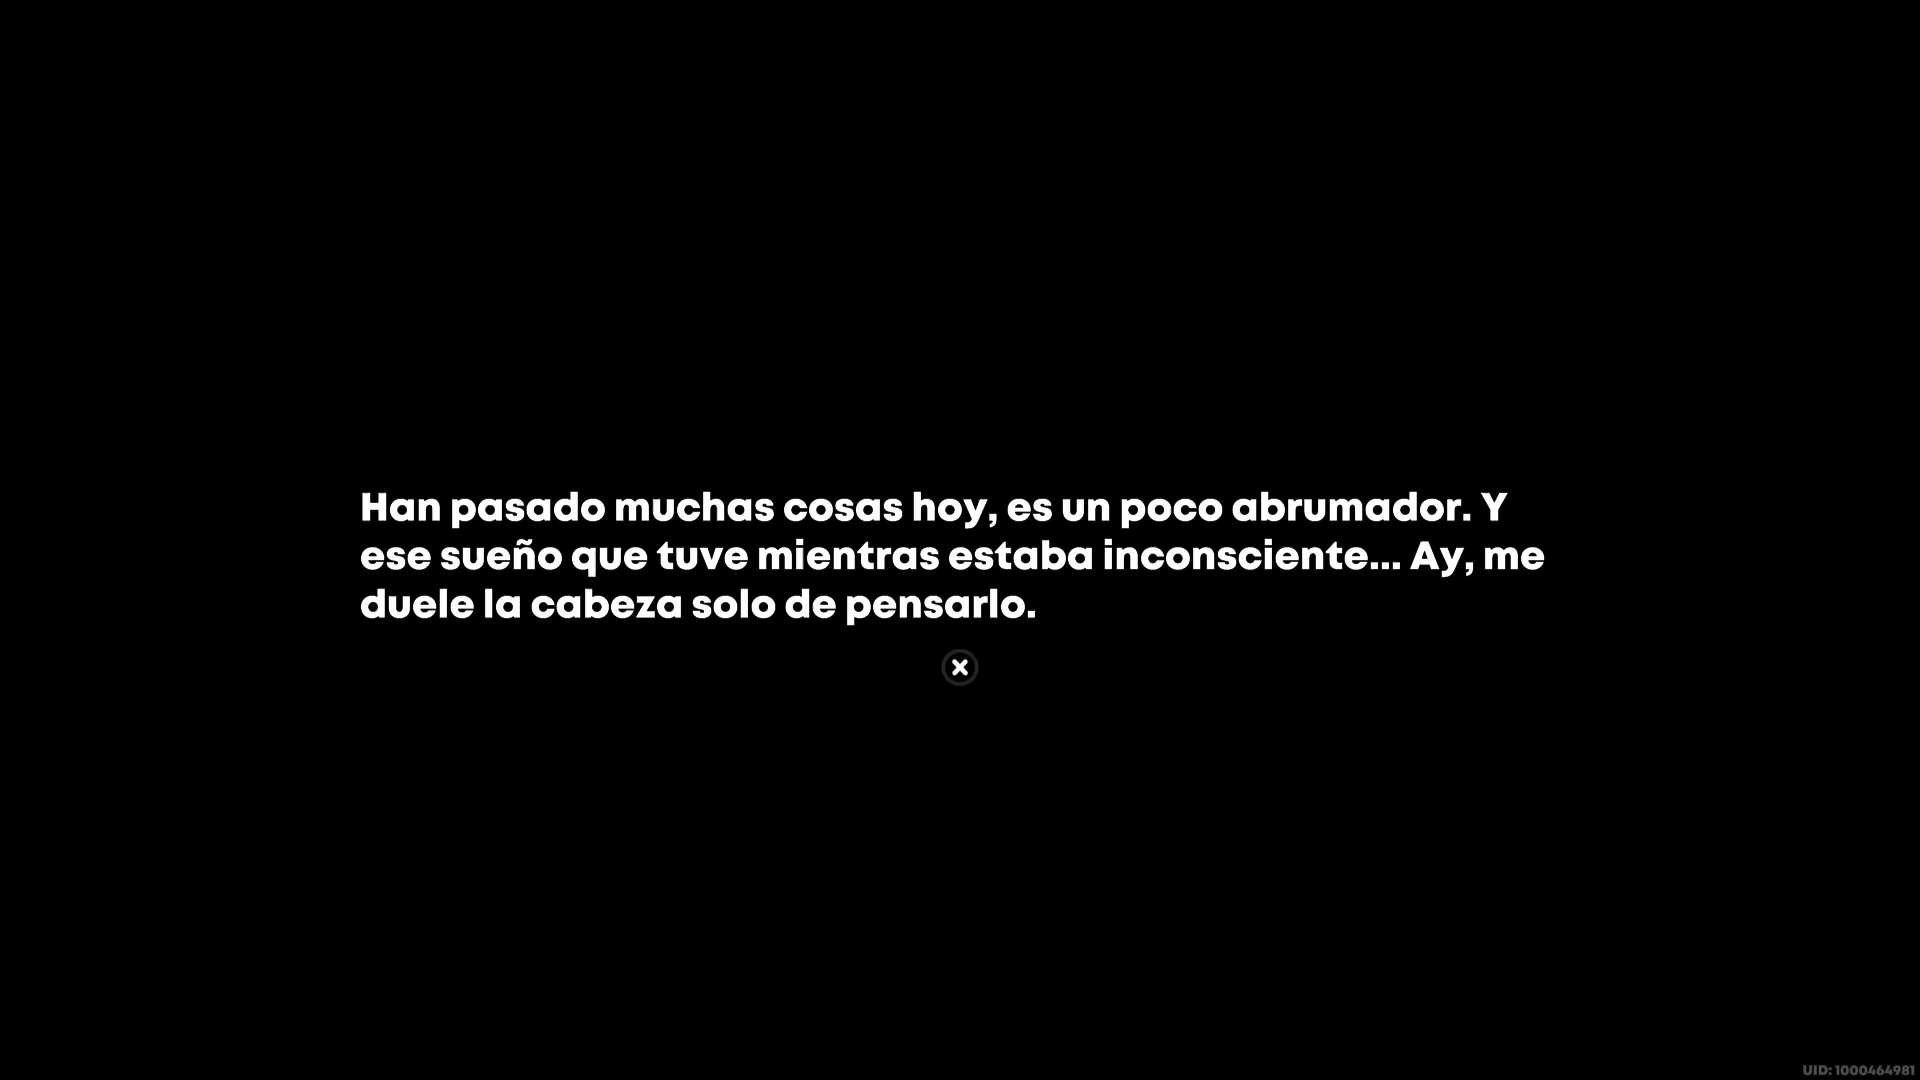 Han pasado muchas cosas hoy, es un poco abrumador. Y
ese sueño que tuve mientras estaba inconsciente... Ay, me
duele la cabeza solo de pensarlo.
UID: 1000464981